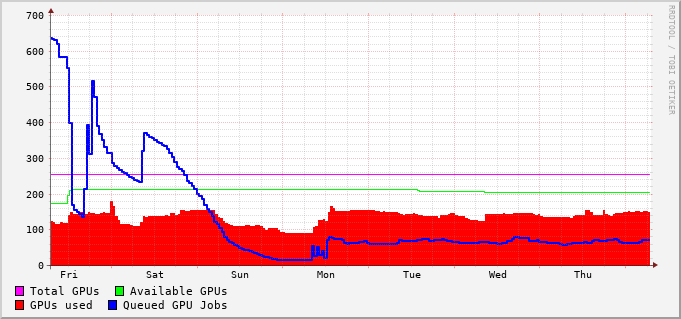 700
600
500
400
300
200
100
0
Fri Sat Sun Mon Tue Wed Thu
Total GPUs Available GPUs
GPUs used Queued GPU Jobs
RRDTOOL / TOBI OETIKER